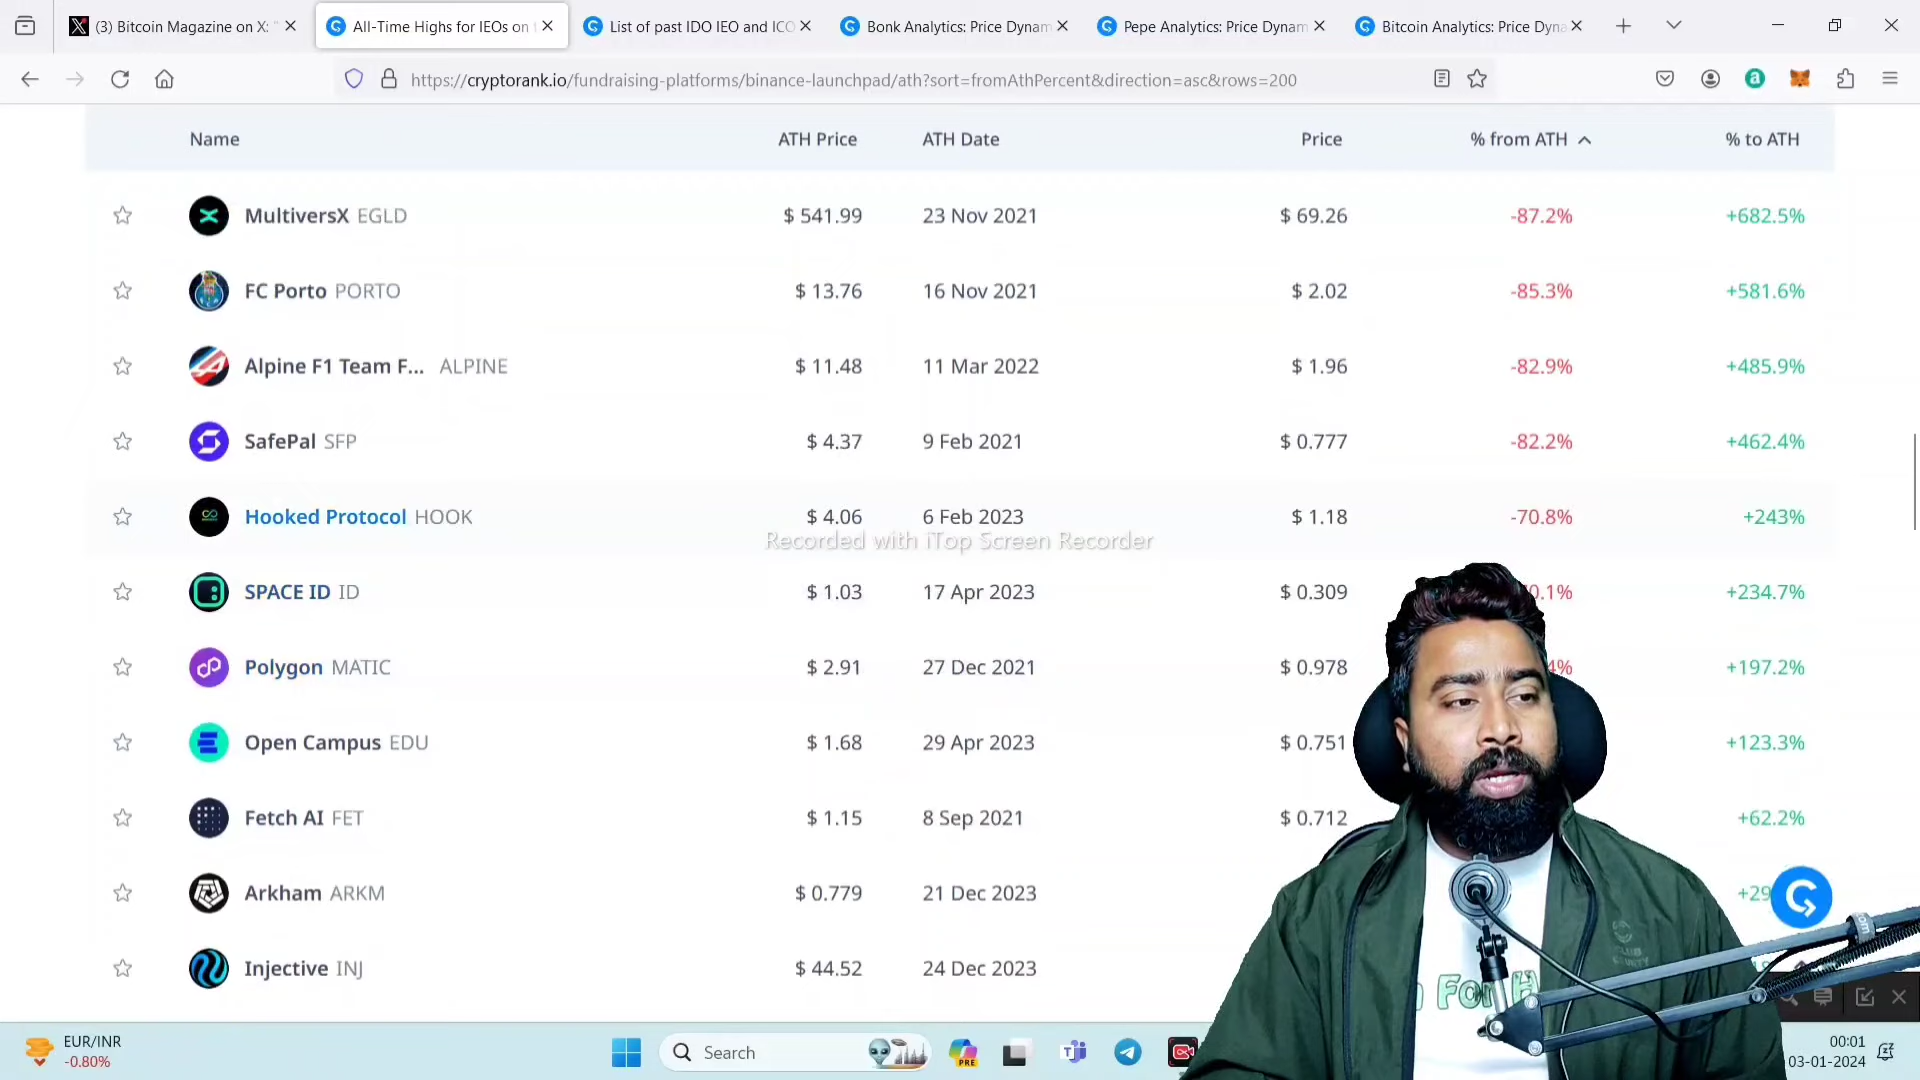 (3) Bitcoin Magazine on X: "
All-Time Highs for IEOs on
List of past IDO IEO and ICO
Bonk Analytics: Price Dynam
Pepe Analytics: Price Dynam
Bitcoin Analytics: Price Dyna
https://cryptorank.io/fundraising-platforms/binance-launchpad/ath?sort=fromAthPercent&direction=asc&rows=200
Name ATH Price ATH Date Price % from ATH % to ATH
MultiversX EGLD $ 541.99 23 Nov 2021 $ 69.26 -87.2% +682.5%
FC Porto PORTO $ 13.76 16 Nov 2021 $ 2.02 -85.3% +581.6%
Alpine F1 Team F... ALPINE $ 11.48 11 Mar 2022 $ 1.96 -82.9% +485.9%
SafePal SFP $ 4.37 9 Feb 2021 $ 0.777 -82.2% +462.4%
Hooked Protocol HOOK $ 4.06 6 Feb 2023 $ 1.18 -70.8% +243%
Recorded with iTop Screen Recorder
SPACE ID ID $ 1.03 17 Apr 2023 $ 0.309 0.1% +234.7%
Polygon MATIC $ 2.91 27 Dec 2021 $ 0.978 4% +197.2%
Open Campus EDU $ 1.68 29 Apr 2023 $ 0.751 +123.3%
Fetch AI FET $ 1.15 8 Sep 2021 $ 0.712 +62.2%
Arkham ARKM $ 0.779 21 Dec 2023 +29
Injective INJ $ 44.52 24 Dec 2023
EUR/INR
-0.80%
Search
PRE
00:01
03-01-2024